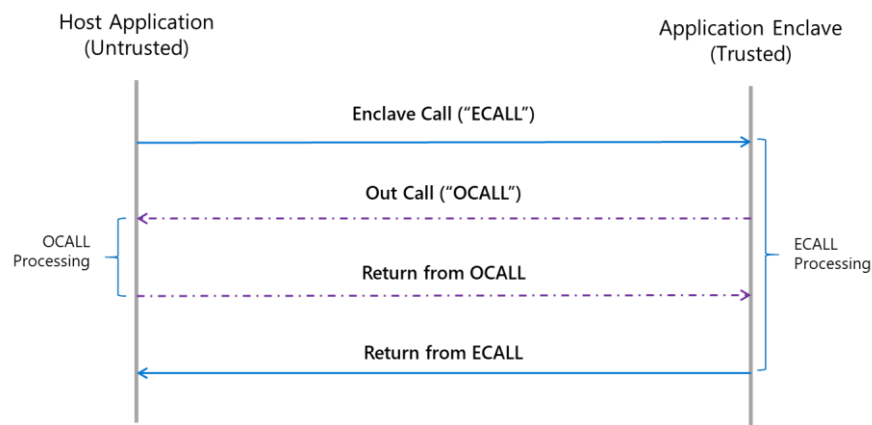 Host Application
(Untrusted)
Application Enclave
(Trusted)
Enclave Call (“ECALL”)
Out Call (“OCALL”)
OCALL
Processing
ECALL
Processing
Return from OCALL
Return from ECALL